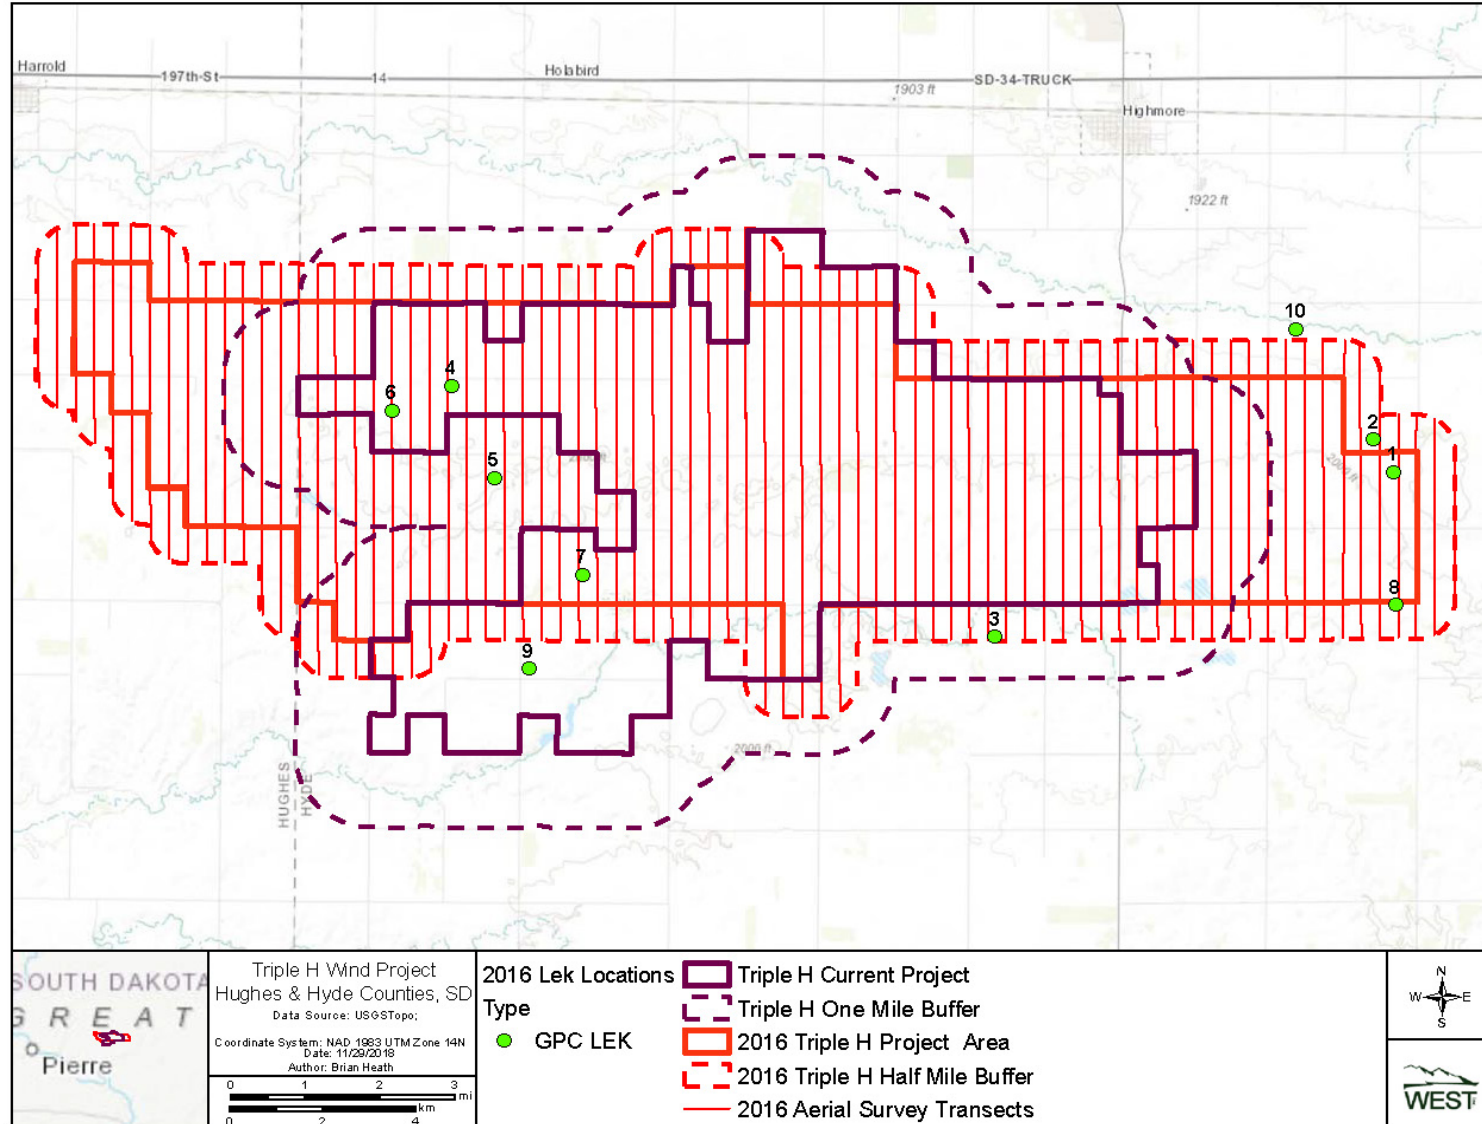 Harrold
197th-St
14
Holabird
SD-34-TRUCK
1903 ft
Highmore
1922 ft
10
4
6
2
5
1
2000 ft
7
8
3
9
2000 ft
HUGHES
HYDE
SOUTH DAKOTA
GREAT
Pierre
Triple H Wind Project
Hughes & Hyde Counties, SD
Data Source: USGSTopo;
Coordinate System: NAD 1983 UTM Zone 14N
Date: 11/29/2018
Author: Brian Heath
0 1 2 3
mi
km
0 2 4
2016 Lek Locations
Type
GPC LEK
Triple H Current Project
Triple H One Mile Buffer
2016 Triple H Project Area
2016 Triple H Half Mile Buffer
2016 Aerial Survey Transects
N
W E
S
WEST